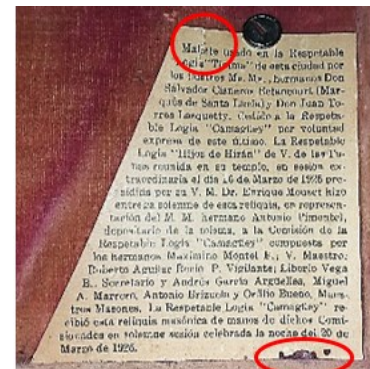 Mallete usado en la Respetable
Logia "Tínima" de esta ciudad por
los ilustres Ms. Ms., hermanos Don
Salvador Cisneros Betancourt (Mar-
qués de Santa Lucía) y Don Juan To-
rres Lasquetty. Cedido a la Respeta-
ble Logia "Camagüey" por voluntad
expresa de este último. La Respetable
Logia "Hijos de Hirán" de V. de las Tu-
nas reunida en su templo, en sesión ex-
traordinaria el día 16 de Marzo de 1926 pre-
sidida por su V. M. Dr. Enrique Mouset hizo
entrega solemne de esta reliquia, en represen-
tación del M. M. hermano Antonio Pimentel,
depositario de la misma, a la Comisión de la
Respetable Logia "Camagüey" compuesta por
los hermanos Maximino Montel F., V. Maestro;
Roberto Aguilar P. Vigilante; Liborio Vega
B., Secretario y Andrés García Argüelles, Miguel
A. Marrero, Antonio Brizuela y Orfilio Bueno, Maes-
tros Masones. La Respetable Logia "Camagüey" re-
cibió esta reliquia masónica de manos de dichos Comi-
sionados en solemne sesión celebrada la noche del 20 de
Marzo de 1926.